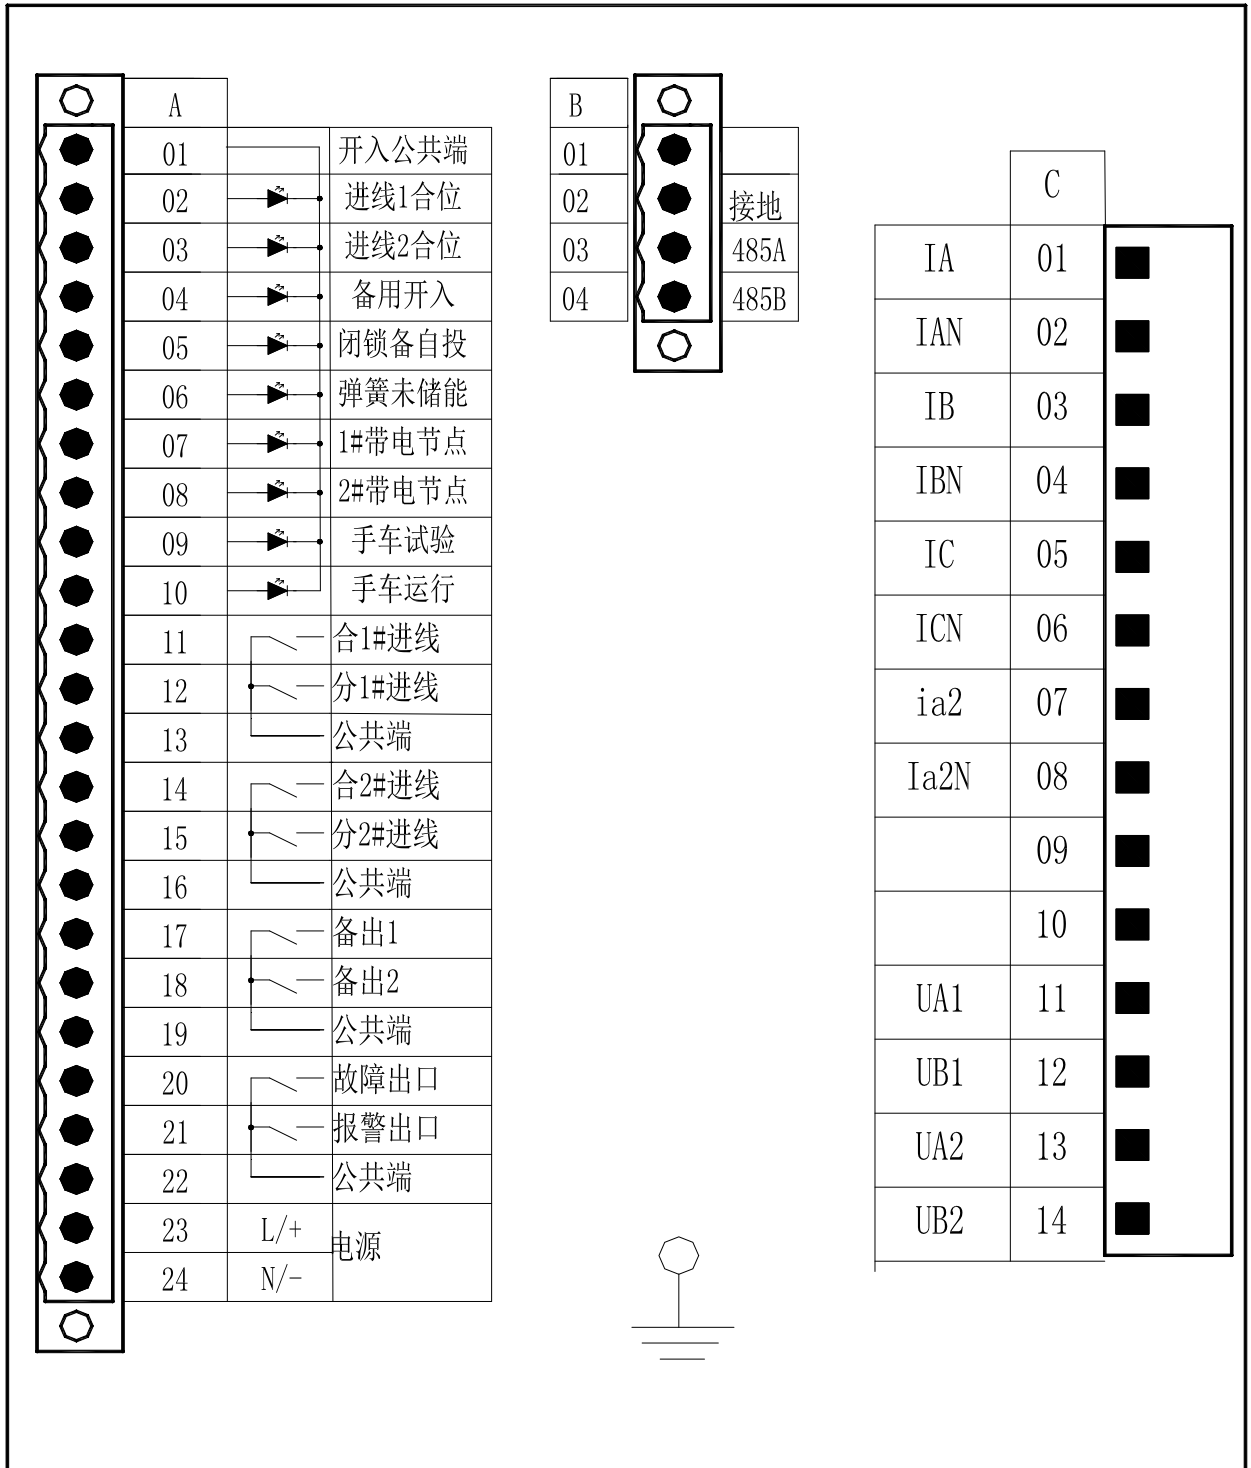 A
01 开入公共端
02 进线1合位
03 进线2合位
04 备用开入
05 闭锁备自投
06 弹簧未储能
07 1#带电节点
08 2#带电节点
09 手车试验
10 手车运行
11 合1#进线
12 分1#进线
13 公共端
14 合2#进线
15 分2#进线
16 公共端
17 备出1
18 备出2
19 公共端
20 故障出口
21 报警出口
22 公共端
23 L/+
电源
24 N/-
B
01
02 接地
03 485A
04 485B
C
IA 01
IAN 02
IB 03
IBN 04
IC 05
ICN 06
ia2 07
Ia2N 08
09
10
UA1 11
UB1 12
UA2 13
UB2 14